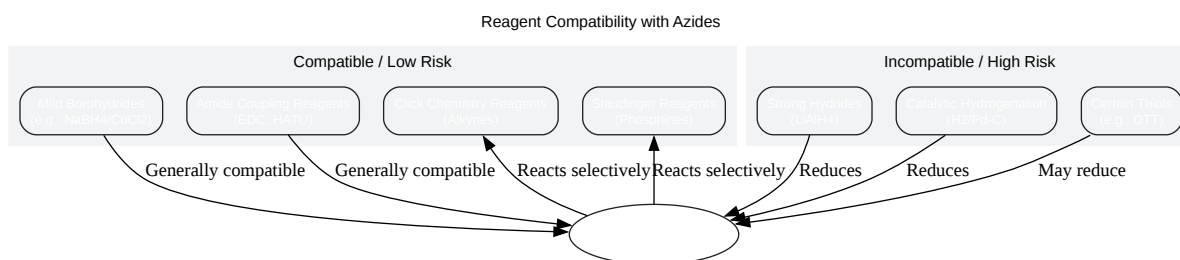 Reagent Compatibility with Azides
Compatible / Low Risk
Incompatible / High Risk
Mild Borohydrides
(e.g., NaBH4/CoCl2)
Amide Coupling Reagents
(EDC, HATU)
Click Chemistry Reagents
(Alkynes)
Staudinger Reagents
(Phosphines)
Strong Hydrides
(LiAlH4)
Catalytic Hydrogenation
(H2/Pd-C)
Certain Thiols
(e.g., DTT)
Generally compatible
Generally compatible
Reacts selectively
Reacts selectively
Reduces
Reduces
May reduce